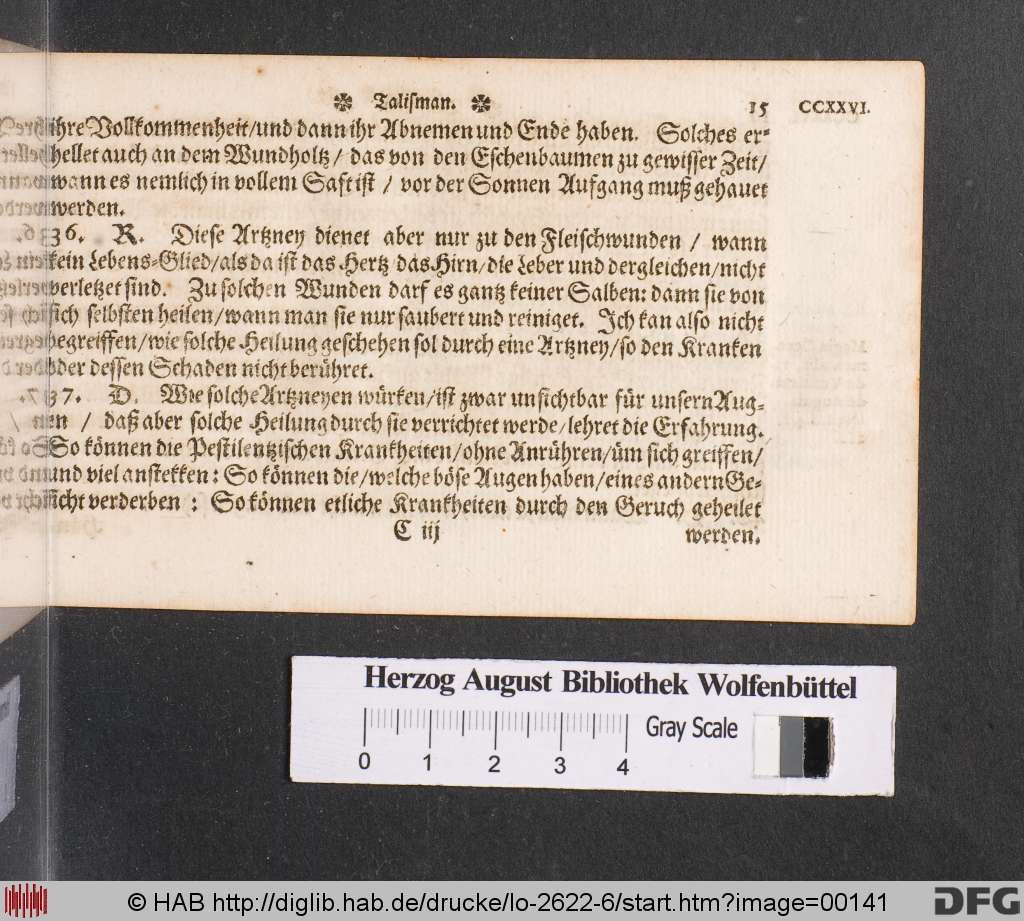 ✼ Talisman. ✼ 15 CCXXVI.
ihre Vollkommenheit/und dann ihr Abnemen und Ende haben. Solches er-
hellet auch an dem Wundholtz/ das von den Eschenbaumen zu gewisser Zeit/
wann es nemlich in vollem Safft ist / vor der Sonnen Aufgang muß gehauet
werden.
36. R. Diese Artzney dienet aber nur zu den Fleischwunden / wann
kein Lebens-Glied/als da ist das Hertz das Hirn/die Leber und dergleichen/nicht
verletzet sind. Zu solchen Wunden darf es gantz keiner Salben: dann sie von
sich selbsten heilen/wann man sie nur saubert und reiniget. Ich kan also nicht
begreiffen/wie solche Heilung geschehen sol durch eine Artzney/so den Kranken
oder dessen Schaden nicht berühret.
37. D. Wie solche Artzneyen würken/ist zwar unsichtbar für unsern Aug-
en / daß aber solche Heilung durch sie verrichtet werde/lehret die Erfahrung.
So können die Pestilentzischen Krankheiten/ohne Anrühren/üm sich greiffen/
und viel anstekken: So können die/welche böse Augen haben/eines andern Ge-
sicht verderben : So können etliche Krankheiten durch den Geruch geheilet
C iij werden.
Herzog August Bibliothek Wolfenbüttel
0 1 2 3 4 Gray Scale
© HAB http://diglib.hab.de/drucke/lo-2622-6/start.htm?image=00141 DFG